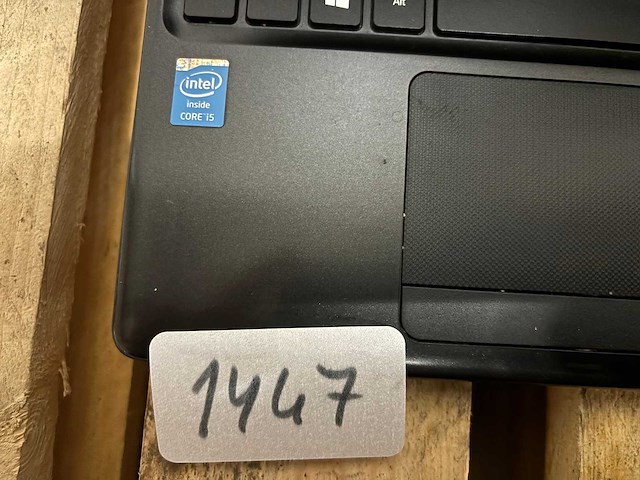 Alt
intel
inside
CORE i5
1447